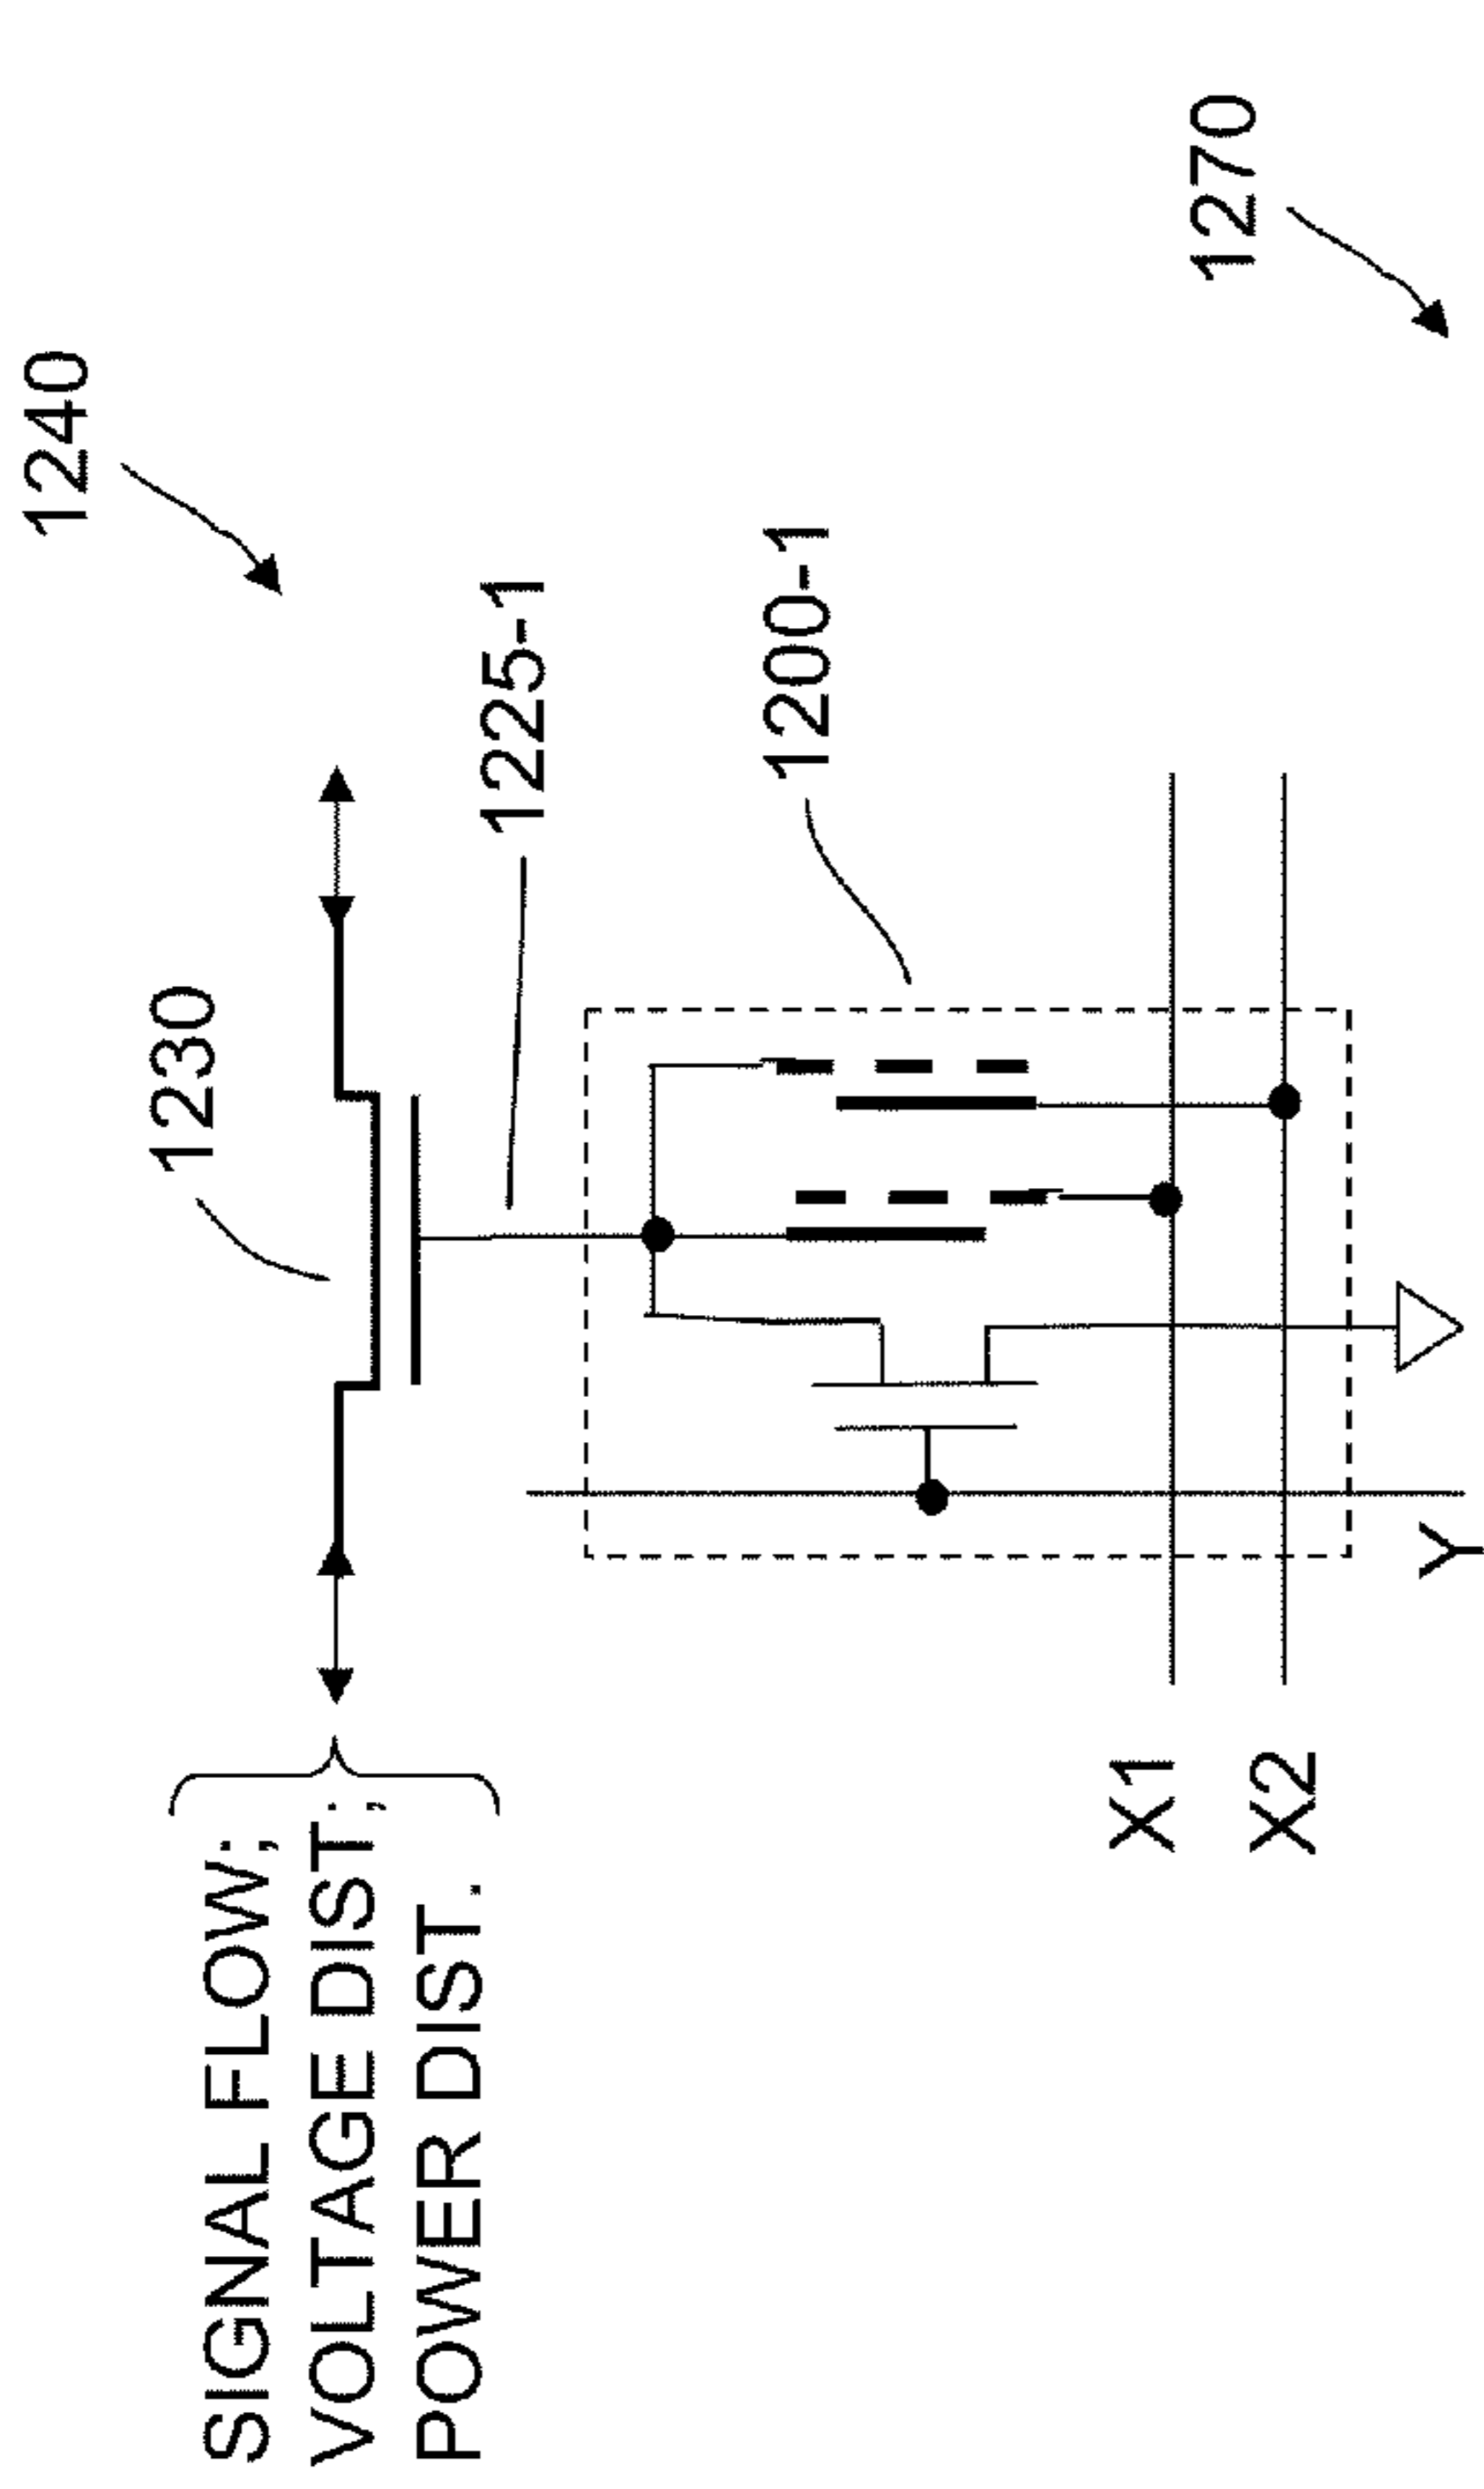 1240
1230
SIGNAL FLOW;
VOLTAGE DIST;
POWER DIST.
1225-1
1200-1
X1
X2
1270
Y